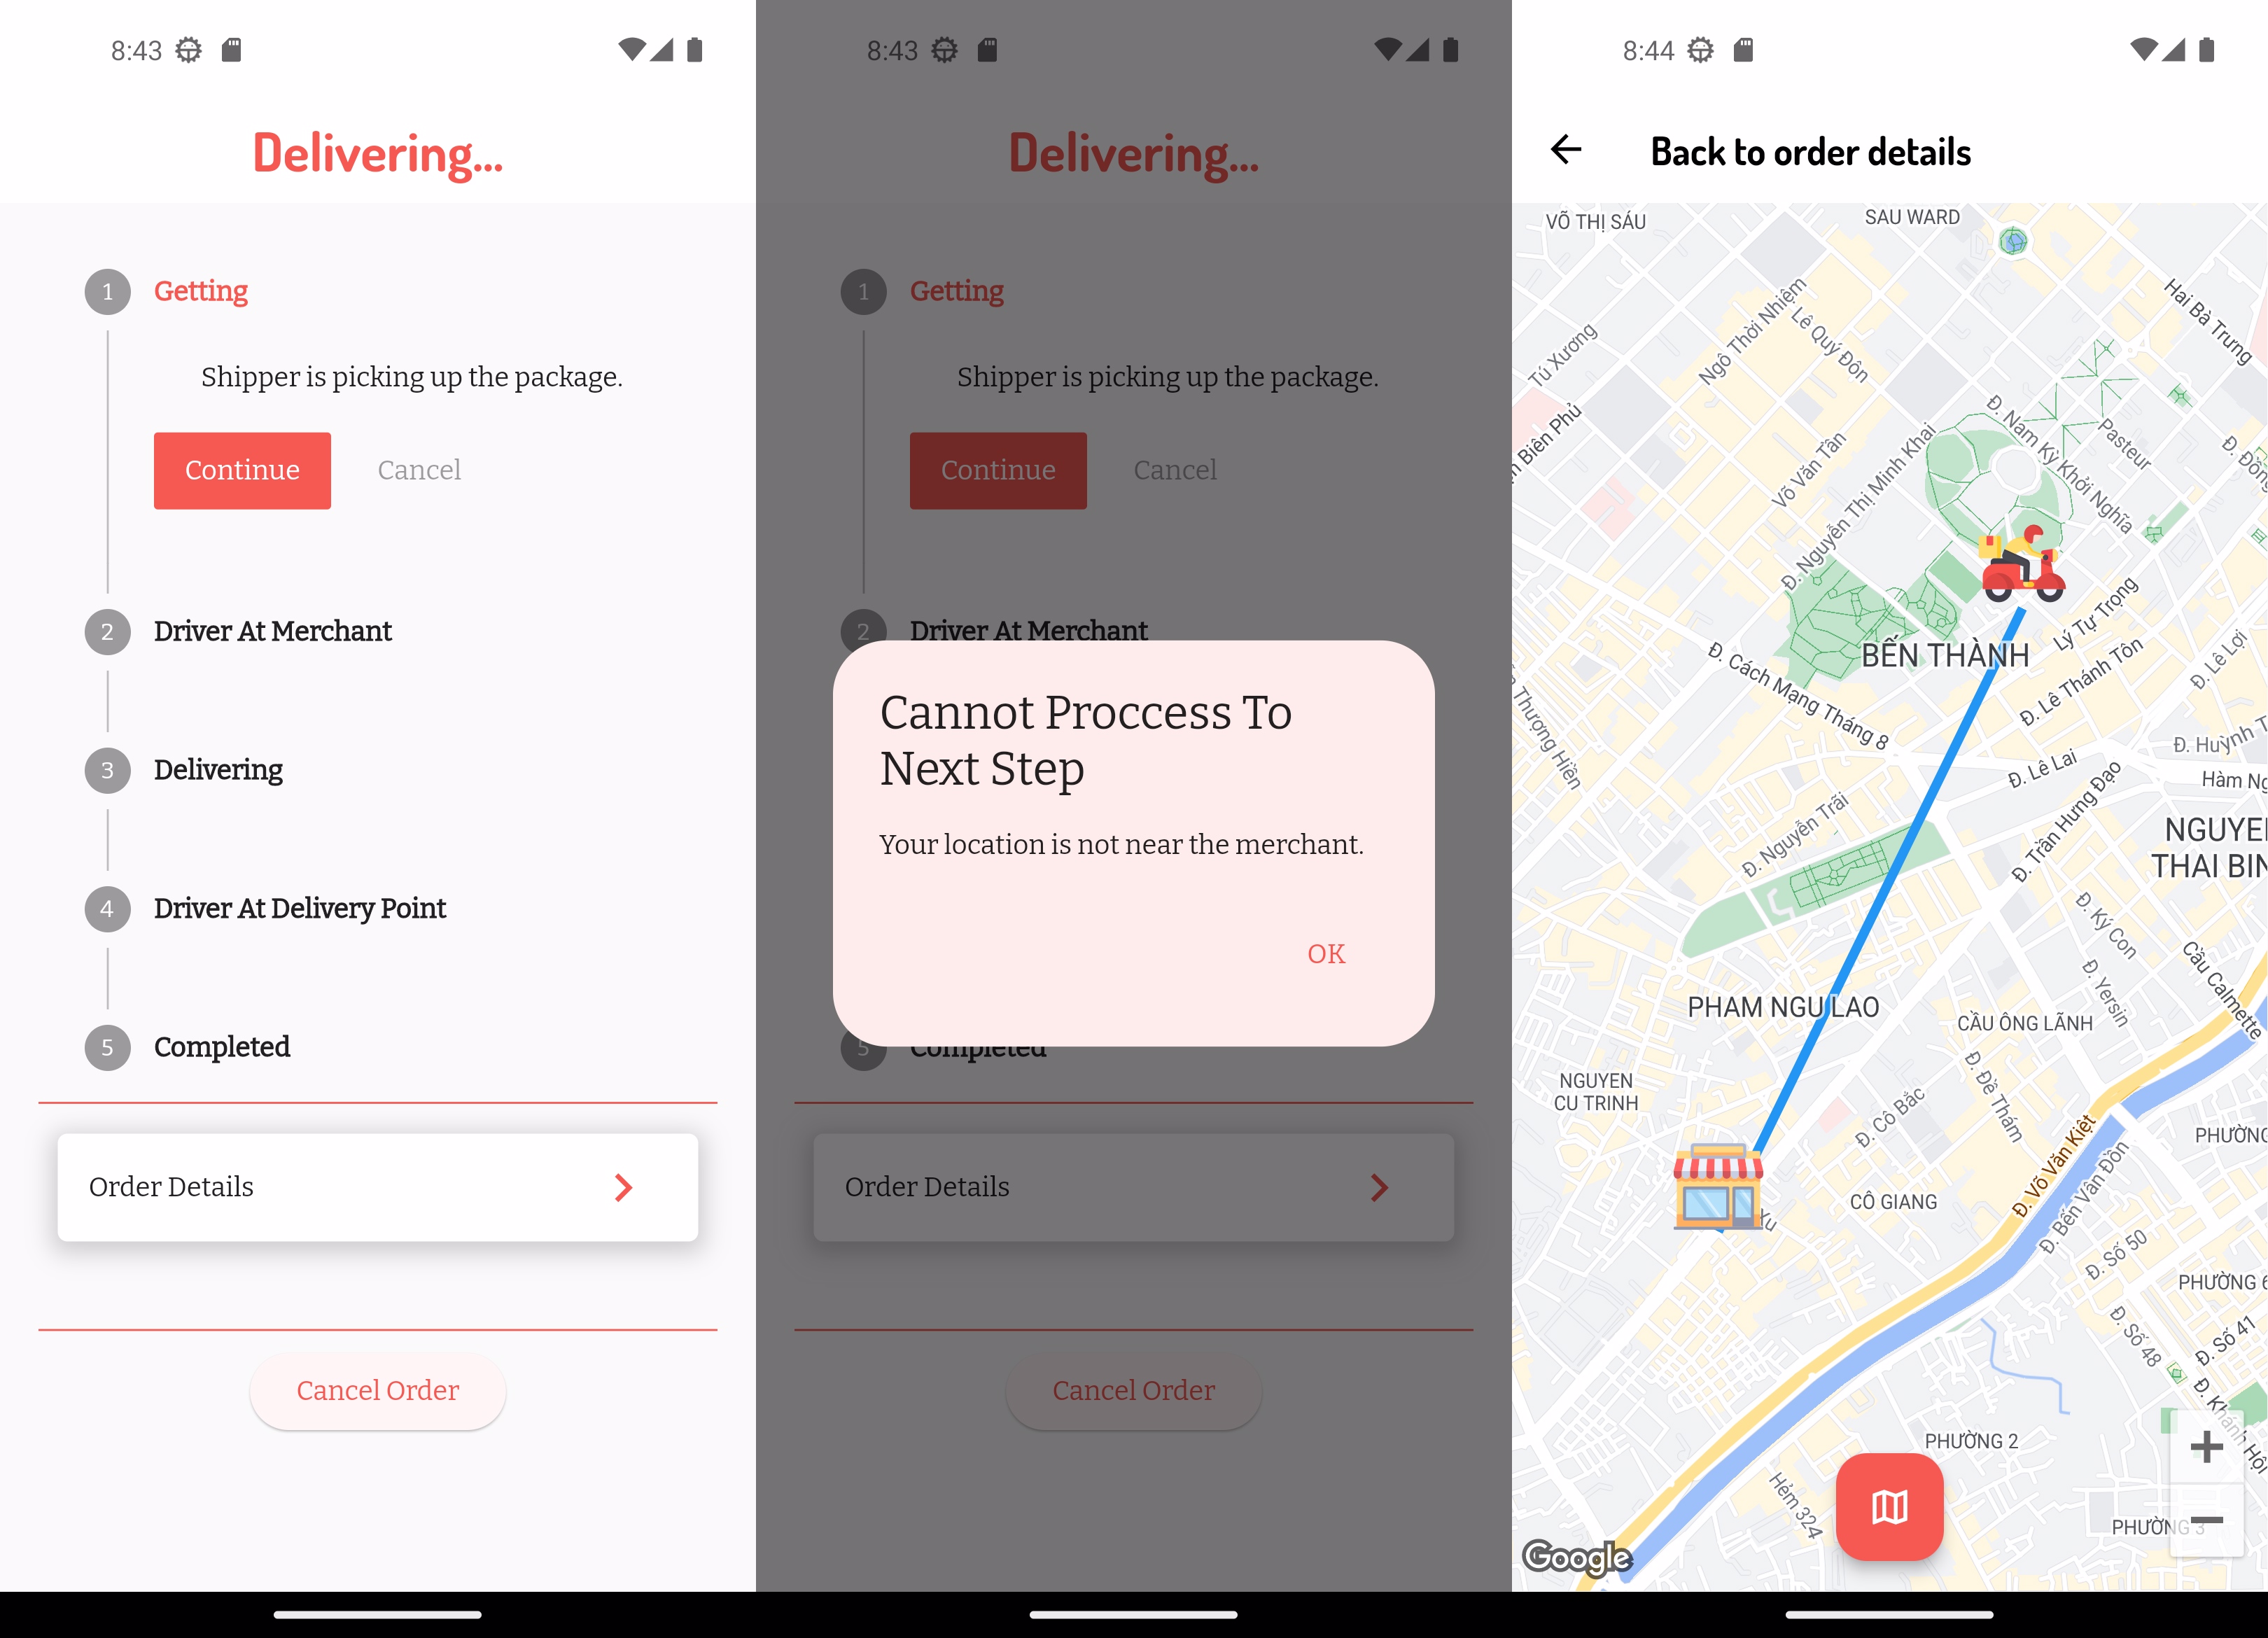 8:43
Delivering...
1 Getting
Shipper is picking up the package.
Continue Cancel
2 Driver At Merchant
3 Delivering
4 Driver At Delivery Point
5 Completed
Order Details
Cancel Order
8:43
Delivering...
1 Getting
Shipper is picking up the package.
Continue Cancel
2 Driver At Merchant
Cannot Proccess To
Next Step
Your location is not near the merchant.
OK
5 Completed
Order Details
Cancel Order
8:44
Back to order details
VÕ THỊ SÁU
SAU WARD
Hai Bà Trưng
Ngô Thời Nhiệm
Lê Quý Đôn
Tú Xương
Biên Phủ
Đ. Nam Kỳ Khởi Nghĩa
Pasteur
Võ Văn Tần
Đ. Nguyễn Thị Minh Khai
Lý Tự Trọng
BẾN THÀNH
Đ. Lê Thánh Tôn
Đ. Lê Lợi
Đ. Cách Mạng Tháng 8
Thượng Hiền
Đ. Lê Lai
Hàm
Đ. Trần Hưng Đạo
Đ. Nguyễn Trãi
NGUYE
THAI BIN
Đ. Ký Con
Cầu Calmette
Đ. Yersin
PHAM NGU LAO
CẦU ÔNG LÃNH
NGUYEN
CU TRINH
Đ. Đề Thám
Đ. Cô Bắc
Đ. Võ Văn Kiệt
PHƯỜNG
Đ. Bến Vân Đồn
CÔ GIANG
Đ. Số 50
PHƯỜNG
Đ. Số 48
Đ. Số 41
Đ. Khánh Hội
PHƯỜNG 2
Hẻm 324
PHƯỜNG 3
Google